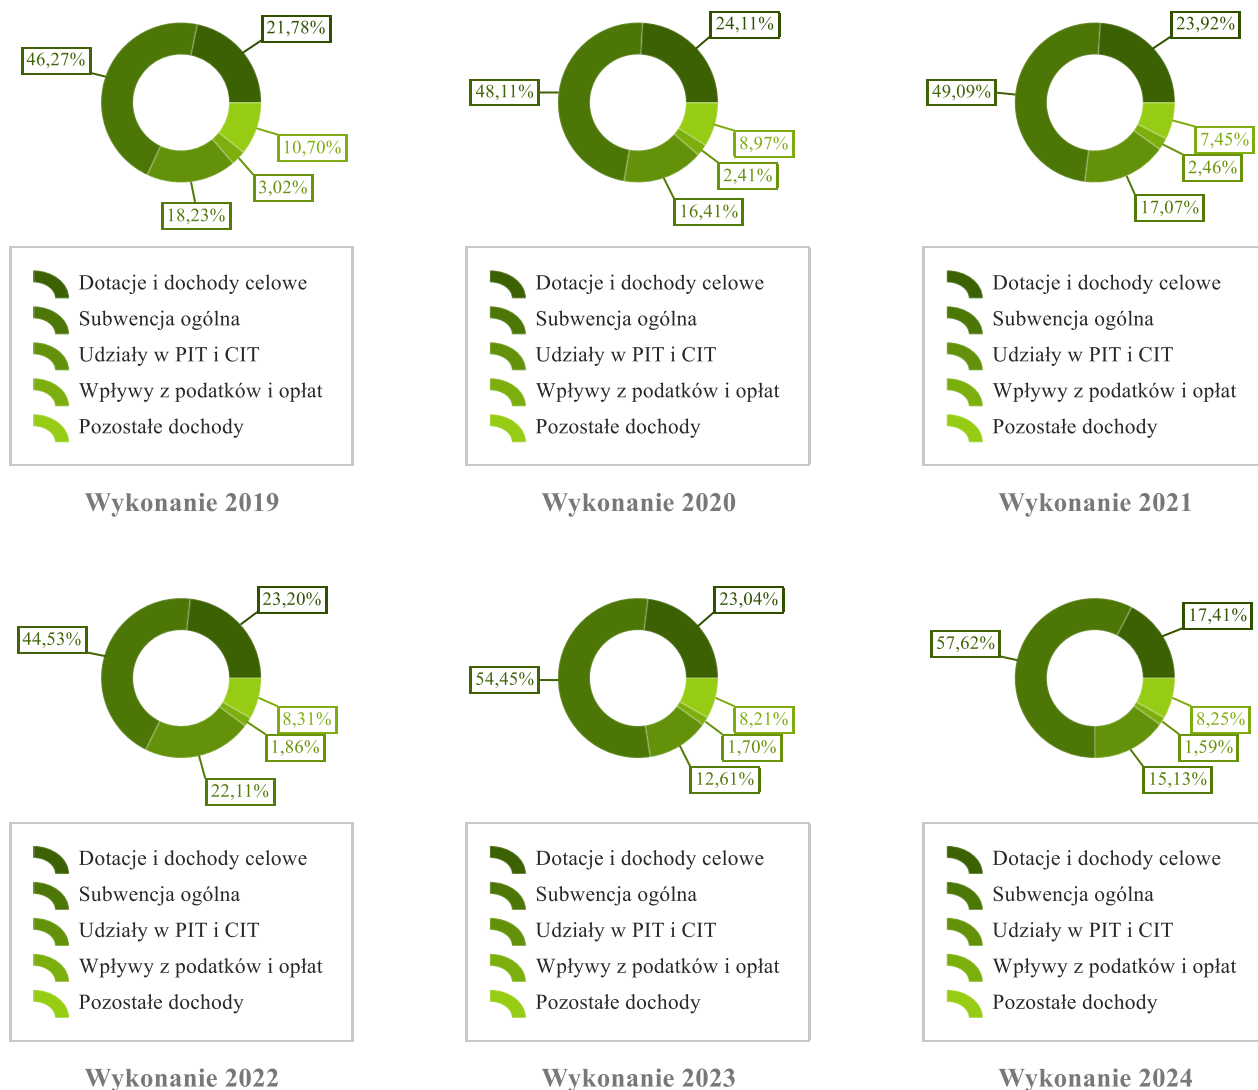 21,78%
46,27%
10,70%
3,02%
18,23%
Dotacje i dochody celowe
Subwencja ogólna
Udziały w PIT i CIT
Wpływy z podatków i opłat
Pozostałe dochody
Wykonanie 2019
24,11%
48,11%
8,97%
2,41%
16,41%
Dotacje i dochody celowe
Subwencja ogólna
Udziały w PIT i CIT
Wpływy z podatków i opłat
Pozostałe dochody
Wykonanie 2020
23,92%
49,09%
7,45%
2,46%
17,07%
Dotacje i dochody celowe
Subwencja ogólna
Udziały w PIT i CIT
Wpływy z podatków i opłat
Pozostałe dochody
Wykonanie 2021
23,20%
44,53%
8,31%
1,86%
22,11%
Dotacje i dochody celowe
Subwencja ogólna
Udziały w PIT i CIT
Wpływy z podatków i opłat
Pozostałe dochody
Wykonanie 2022
23,04%
54,45%
8,21%
1,70%
12,61%
Dotacje i dochody celowe
Subwencja ogólna
Udziały w PIT i CIT
Wpływy z podatków i opłat
Pozostałe dochody
Wykonanie 2023
17,41%
57,62%
8,25%
1,59%
15,13%
Dotacje i dochody celowe
Subwencja ogólna
Udziały w PIT i CIT
Wpływy z podatków i opłat
Pozostałe dochody
Wykonanie 2024